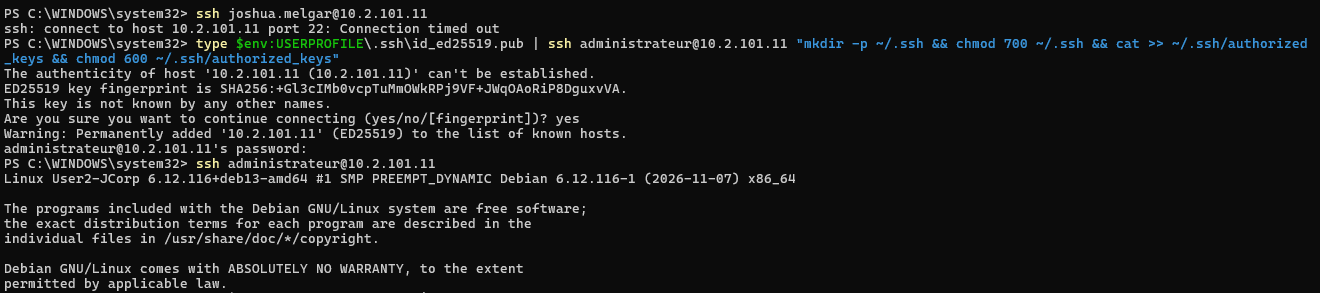 PS C:\WINDOWS\system32> ssh joshua.melgar@10.2.101.11
ssh: connect to host 10.2.101.11 port 22: Connection timed out
PS C:\WINDOWS\system32> type $env:USERPROFILE\.ssh\id_ed25519.pub | ssh administrateur@10.2.101.11 "mkdir -p ~/.ssh && chmod 700 ~/.ssh && cat >> ~/.ssh/authorized
_keys && chmod 600 ~/.ssh/authorized_keys"
The authenticity of host '10.2.101.11 (10.2.101.11)' can't be established.
ED25519 key fingerprint is SHA256:+Gl3cIMb0vcpTuMmOWkRPj9VF+JWqOAoRiP8DguxvVA.
This key is not known by any other names.
Are you sure you want to continue connecting (yes/no/[fingerprint])? yes
Warning: Permanently added '10.2.101.11' (ED25519) to the list of known hosts.
administrateur@10.2.101.11's password:
PS C:\WINDOWS\system32> ssh administrateur@10.2.101.11
Linux User2-JCorp 6.12.116+deb13-amd64 #1 SMP PREEMPT_DYNAMIC Debian 6.12.116-1 (2026-11-07) x86_64

The programs included with the Debian GNU/Linux system are free software;
the exact distribution terms for each program are described in the
individual files in /usr/share/doc/*/copyright.

Debian GNU/Linux comes with ABSOLUTELY NO WARRANTY, to the extent
permitted by applicable law.